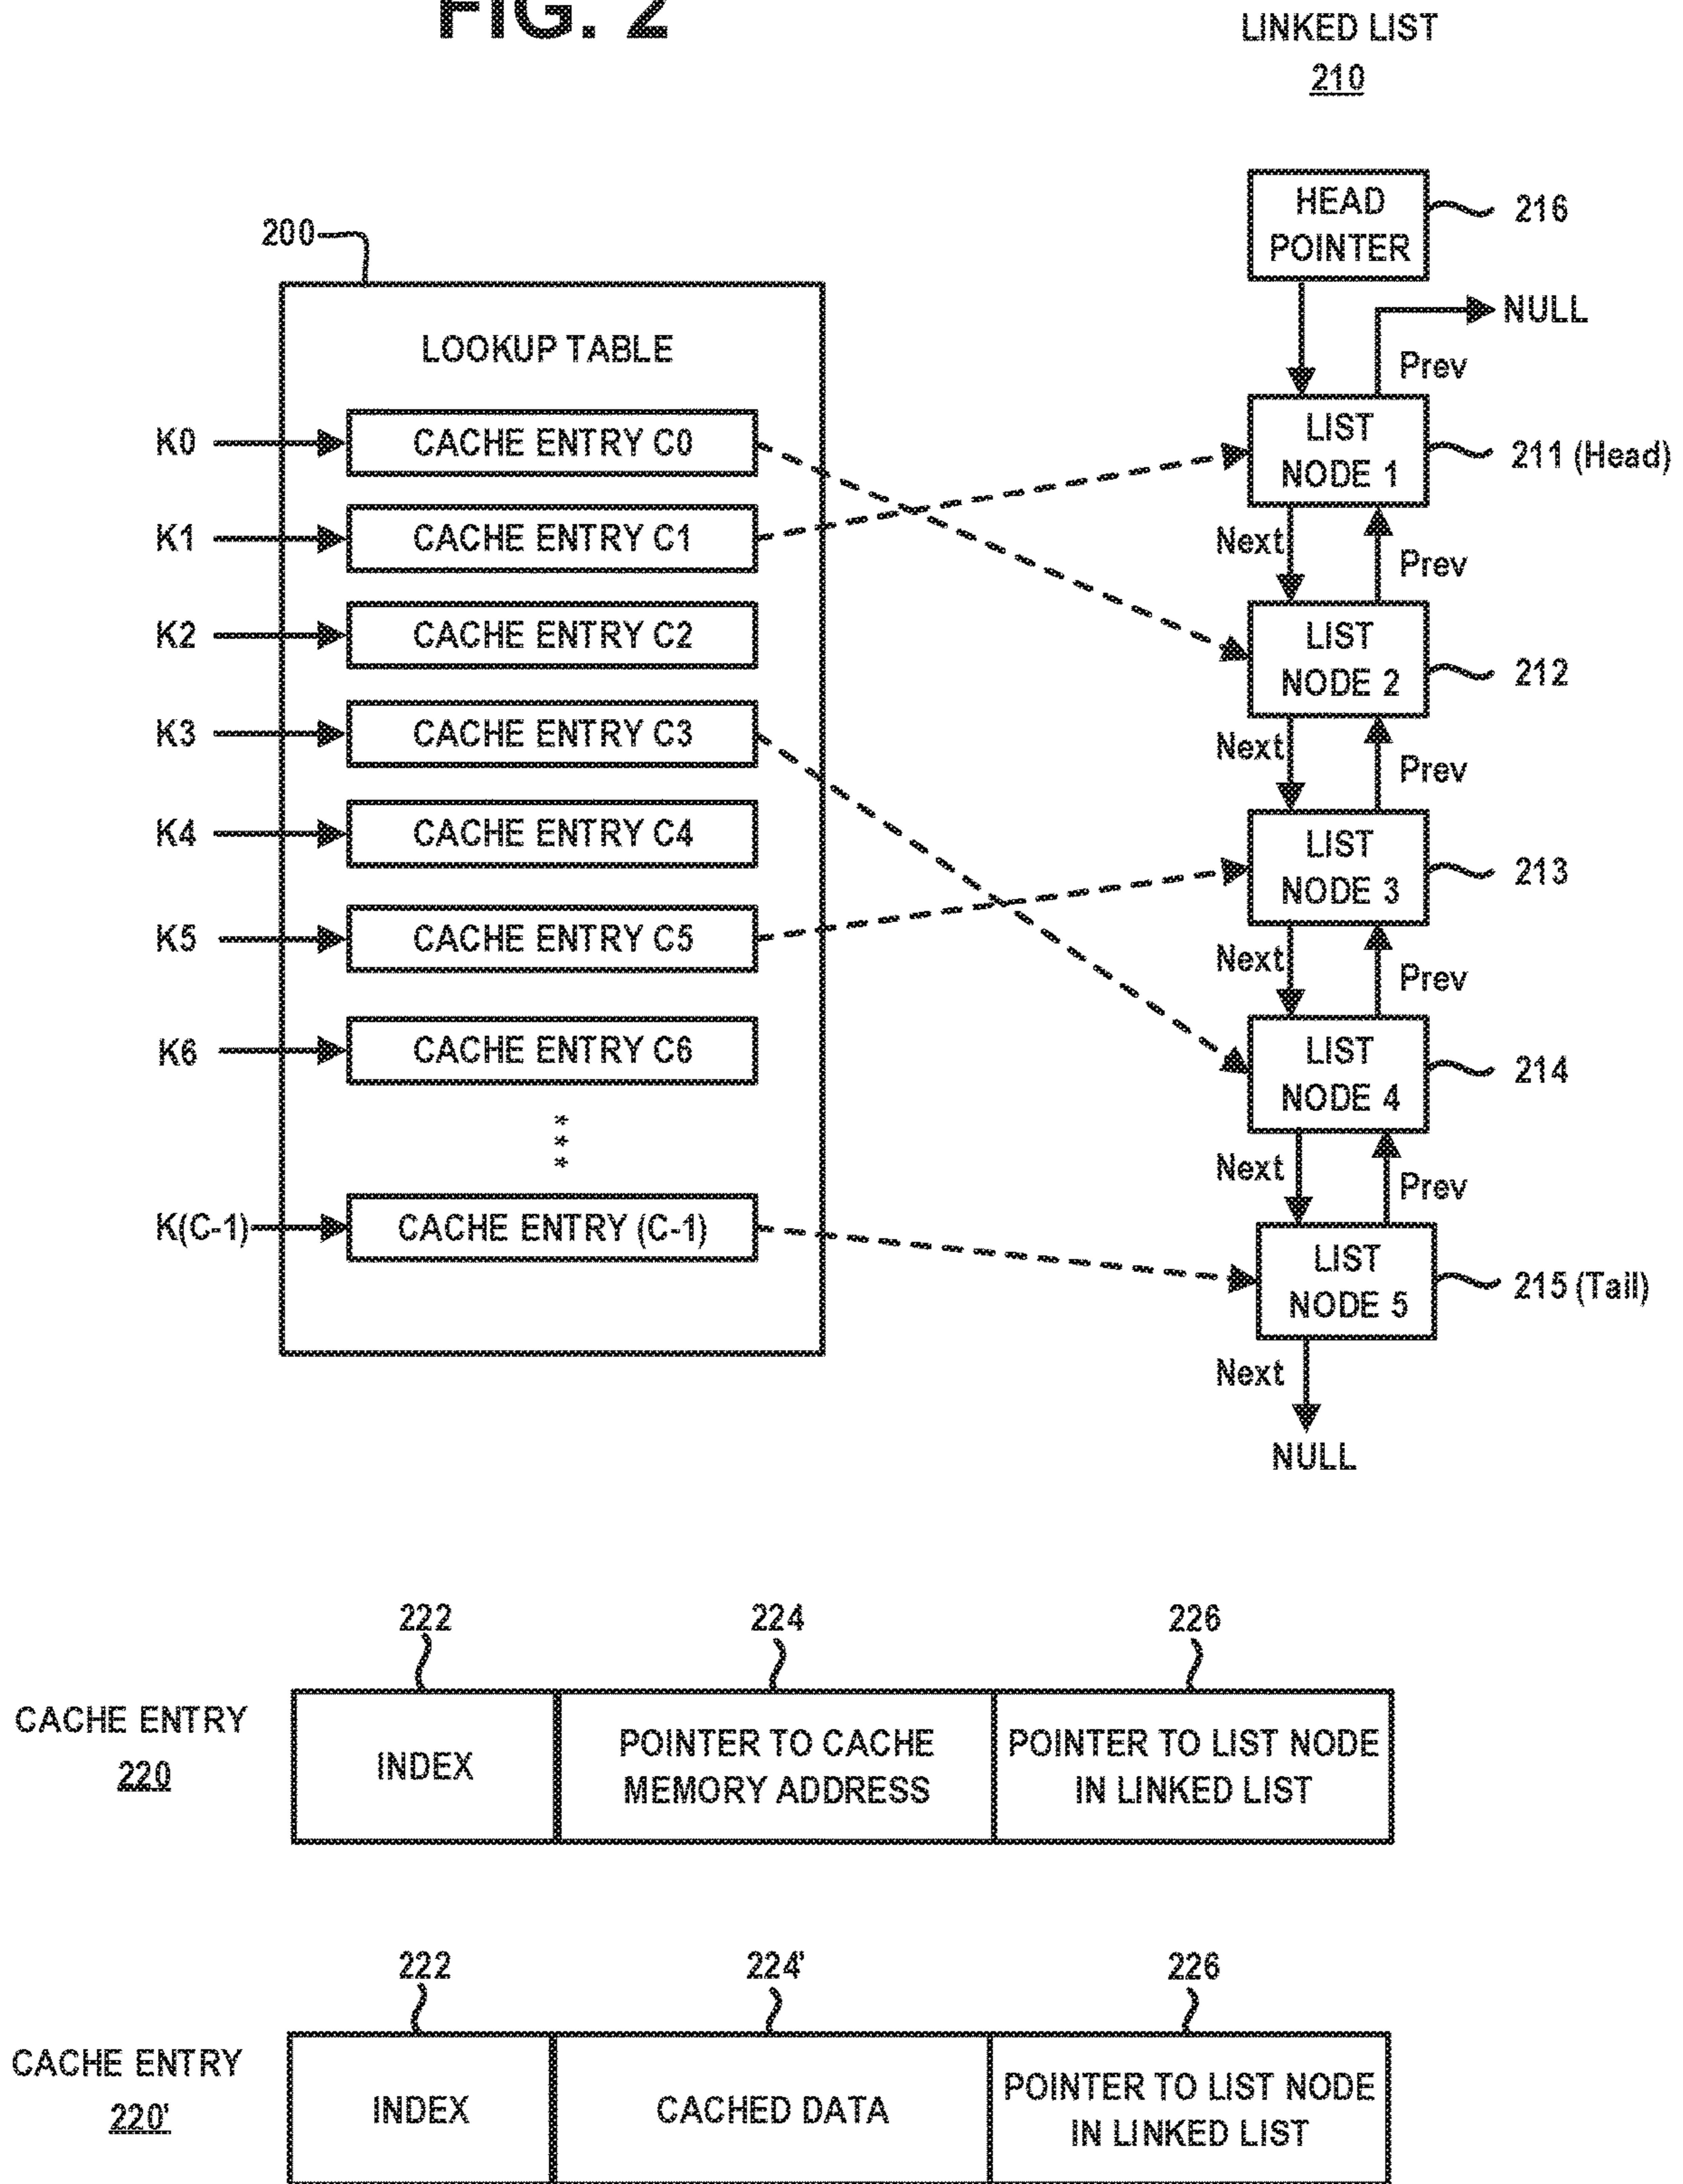 FIG. 2
LINKED LIST
210
HEAD
POINTER
216
NULL
Prev
200
LOOKUP TABLE
K0
CACHE ENTRY C0
K1
CACHE ENTRY C1
K2
CACHE ENTRY C2
K3
CACHE ENTRY C3
K4
CACHE ENTRY C4
K5
CACHE ENTRY C5
K6
CACHE ENTRY C6
***
K(C-1)
CACHE ENTRY (C-1)
LIST
NODE 1
211 (Head)
Next
Prev
LIST
NODE 2
212
Next
Prev
LIST
NODE 3
213
Next
Prev
LIST
NODE 4
214
Next
Prev
LIST
NODE 5
215 (Tail)
Next
NULL
222
224
226
CACHE ENTRY
220
INDEX
POINTER TO CACHE
MEMORY ADDRESS
POINTER TO LIST NODE
IN LINKED LIST
222
224'
226
CACHE ENTRY
220'
INDEX
CACHED DATA
POINTER TO LIST NODE
IN LINKED LIST